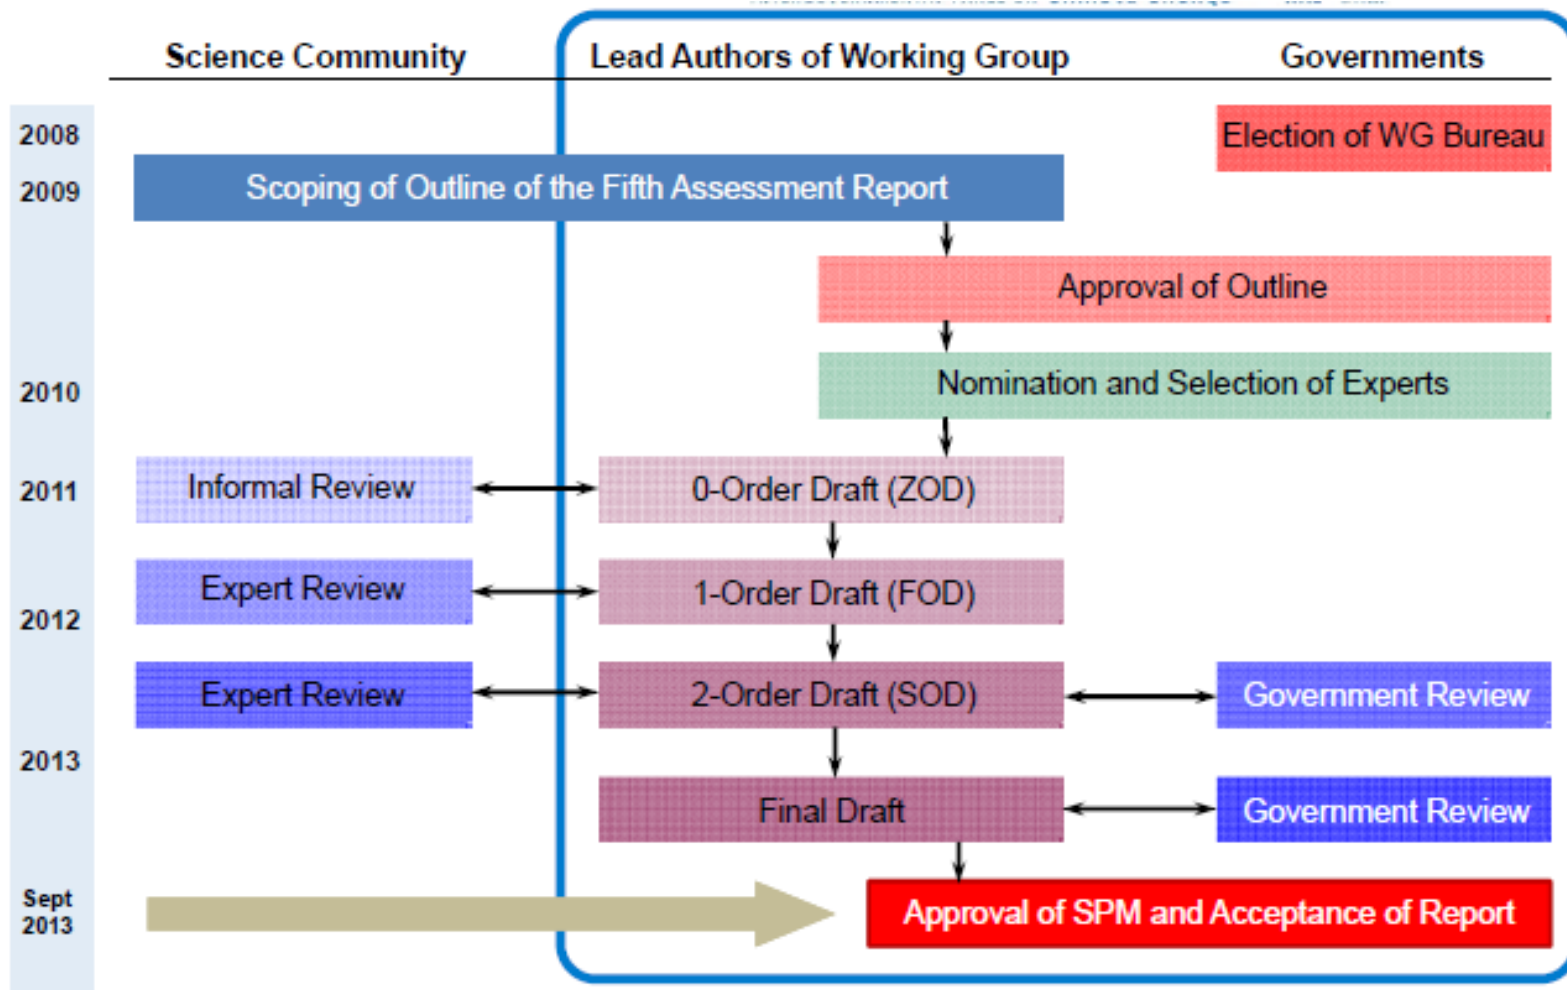 Science Community
Lead Authors of Working Group
Governments
2008
Election of WG Bureau
2009
Scoping of Outline of the Fifth Assessment Report
Approval of Outline
2010
Nomination and Selection of Experts
2011
Informal Review
0-Order Draft (ZOD)
Expert Review
1-Order Draft (FOD)
2012
Expert Review
2-Order Draft (SOD)
Government Review
2013
Final Draft
Government Review
Sept
2013
Approval of SPM and Acceptance of Report